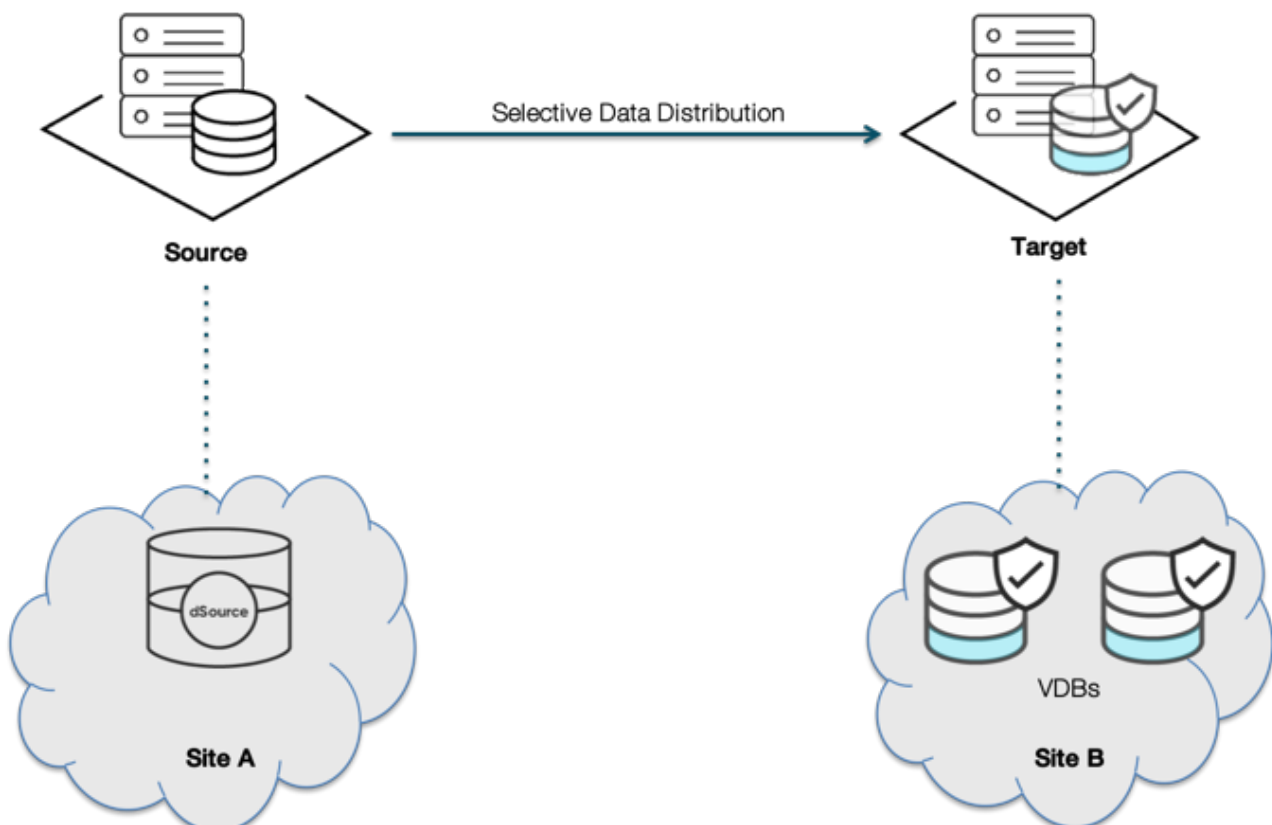 Selective Data Distribution
Source
Target
dSource
VDBs
Site A
Site B